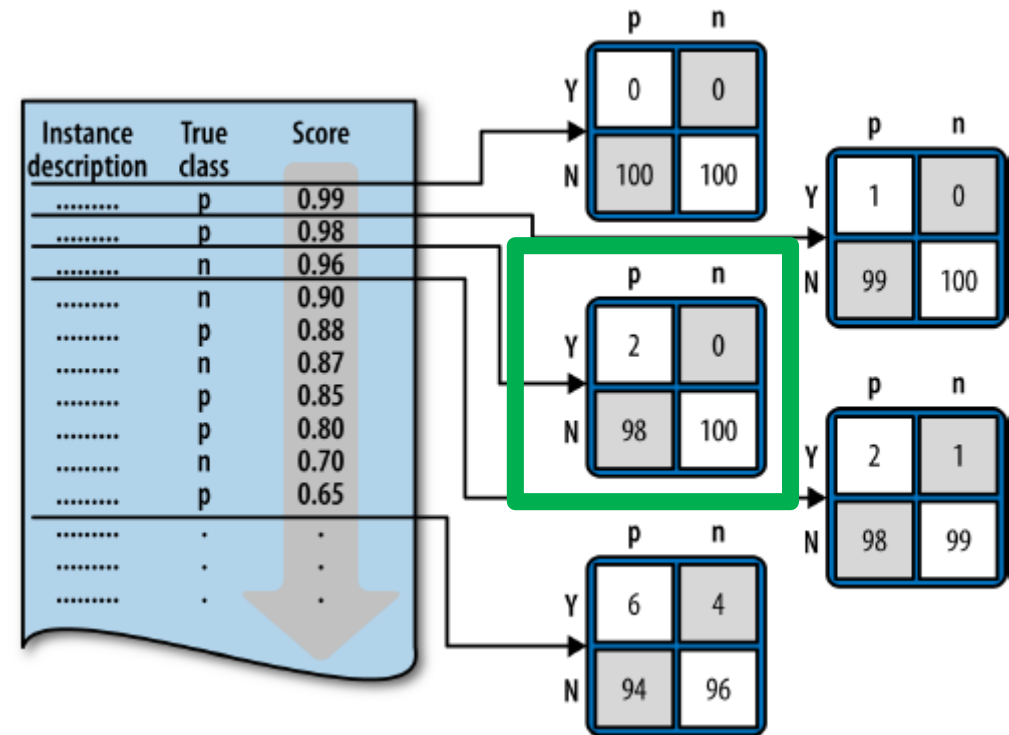 Instance description True class Score
......... p 0.99
......... p 0.98
......... n 0.96
......... n 0.90
......... p 0.88
......... n 0.87
......... p 0.85
......... p 0.80
......... n 0.70
......... p 0.65
......... . .
......... . .
......... . .
p n
Y 0 0
N 100 100
p n
Y 1 0
N 99 100
p n
Y 2 0
N 98 100
p n
Y 2 1
N 98 99
p n
Y 6 4
N 94 96